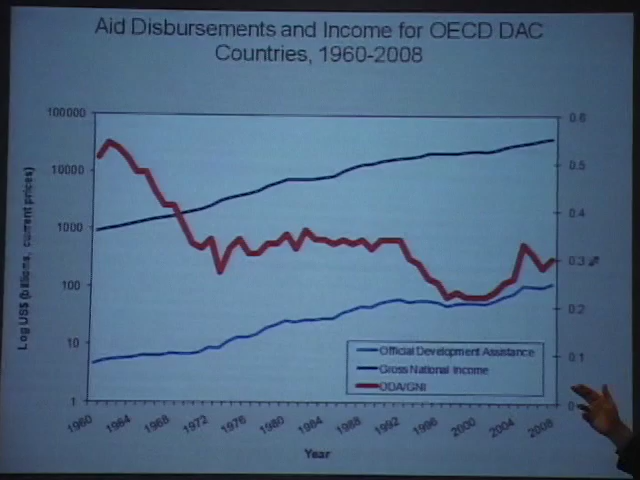 Aid Disbursements and Income for OECD DAC
Countries, 1960-2008
Log US$ (billions, current prices)
100000
10000
1000
100
10
1
0.6
0.5
0.4
0.3
0.2
0.1
0
%
Official Development Assistance
Gross National Income
ODA/GNI
1960 1964 1968 1972 1976 1980 1984 1988 1992 1996 2000 2004 2008
Year